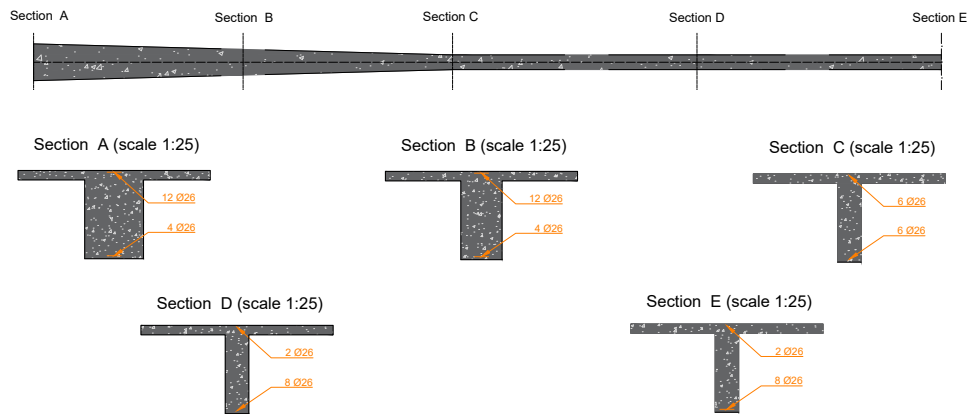 Section A
Section B
Section C
Section D
Section E
Section A (scale 1:25)
12 Ø26
4 Ø26
Section B (scale 1:25)
12 Ø26
4 Ø26
Section C (scale 1:25)
6 Ø26
6 Ø26
Section D (scale 1:25)
2 Ø26
8 Ø26
Section E (scale 1:25)
2 Ø26
8 Ø26